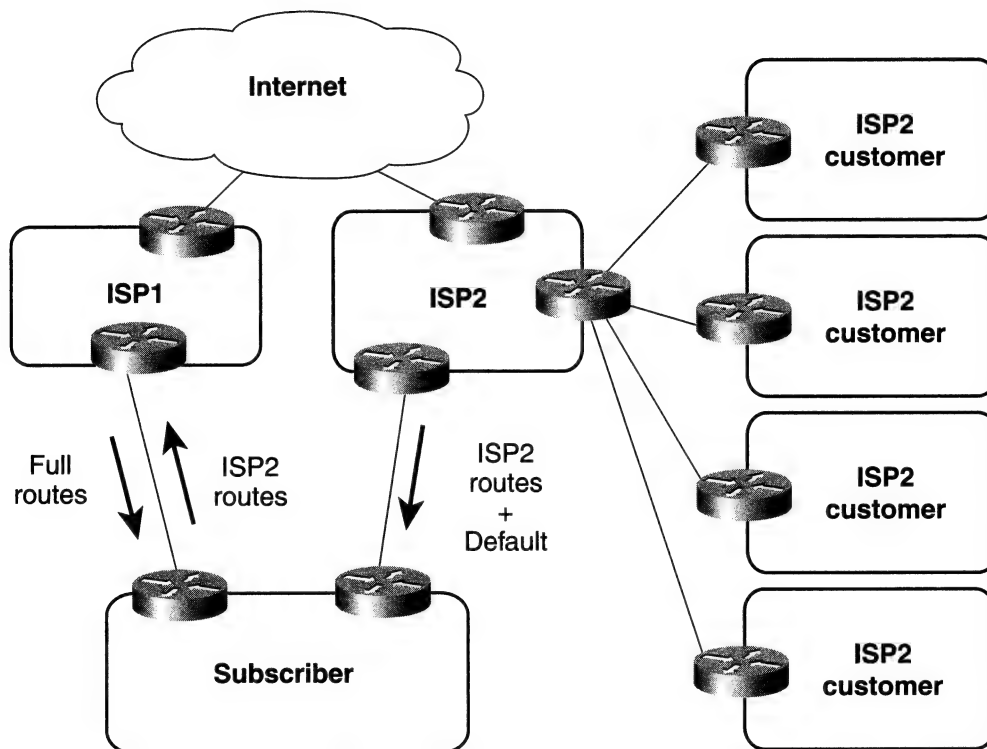 Internet
ISP1
ISP2
ISP2
customer
ISP2
customer
ISP2
customer
ISP2
customer
Full
routes
ISP2
routes
ISP2
routes
+
Default
Subscriber